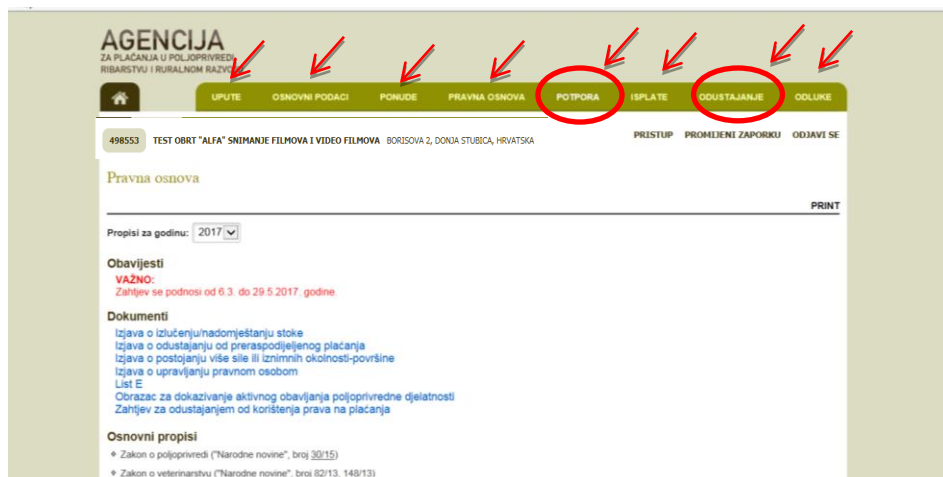 AGENCIJA
ZA PLAĆANJA U POLJOPRIVREDI,
RIBARSTVU I RURALNOM RAZVOJU
UPUTE OSNOVNI PODACI PONUDE PRAVNA OSNOVA POTPORA ISPLATE ODUSTAJANJE ODLUKE
498553 TEST OBRT "ALFA" SNIMANJE FILMOVA I VIDEO FILMOVA BORISOVA 2, DONJA STUBICA, HRVATSKA
PRISTUP PROMIJENI ZAPORKU ODJAVI SE
Pravna osnova
PRINT
Propisi za godinu: 2017
Obavijesti
VAŽNO:
Zahtjev se podnosi od 6.3. do 29.5.2017. godine.
Dokumenti
Izjava o izlučenju/nadomještanju stoke
Izjava o odustajanju od preraspodijeljenog plaćanja
Izjava o postojanju više sile ili iznimnih okolnosti-površine
Izjava o upravljanju pravnom osobom
List E
Obrazac za dokazivanje aktivnog obavljanja poljoprivredne djelatnosti
Zahtjev za odustajanjem od korištenja prava na plaćanja
Osnovni propisi
Zakon o poljoprivredi ("Narodne novine", broj 30/15)
Zakon o veterinarstvu ("Narodne novine", broj 82/13, 148/13)